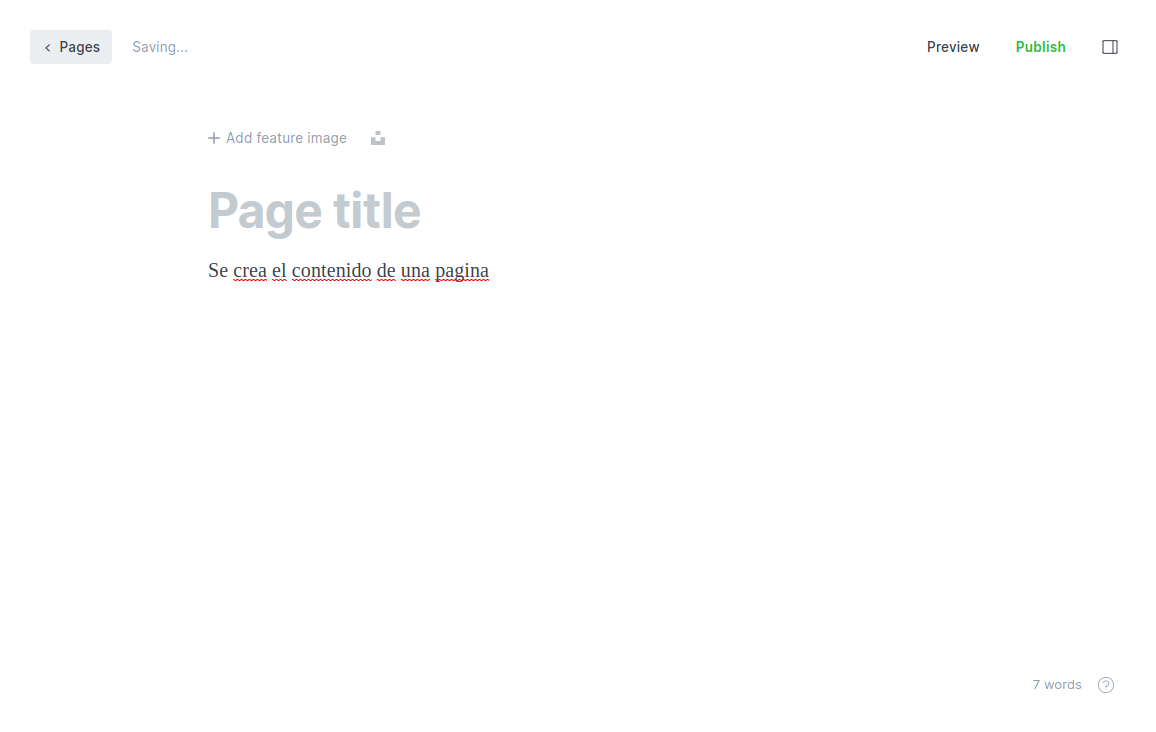 Pages
Saving...
Preview
Publish
Add feature image
Page title
Se crea el contenido de una pagina
7 words